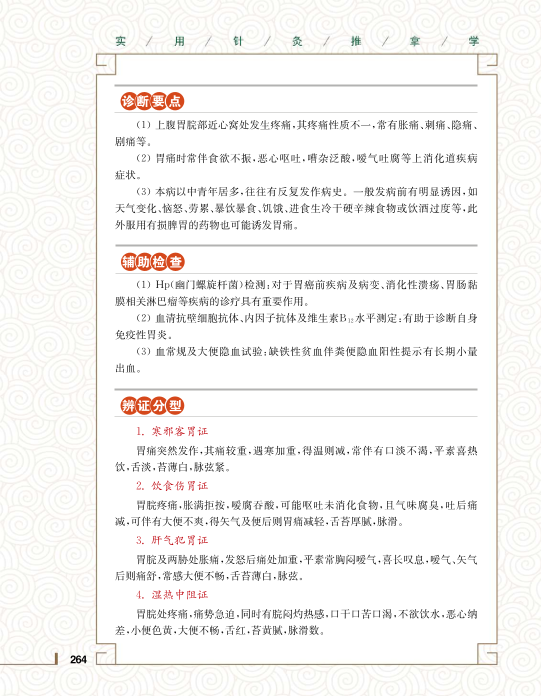 实 / 用 / 针 / 灸 / 推 / 拿 / 学
诊断要点
(1) 上腹胃脘部近心窝处发生疼痛,其疼痛性质不一,常有胀痛、刺痛、隐痛、
剧痛等。
(2) 胃痛时常伴食欲不振,恶心呕吐,嘈杂泛酸,嗳气吐腐等上消化道疾病
症状。
(3) 本病以中青年居多,往往有反复发作病史。一般发病前有明显诱因,如
天气变化、恼怒、劳累、暴饮暴食、饥饿、进食生冷干硬辛辣食物或饮酒过度等,此
外服用有损脾胃的药物也可能诱发胃痛。
辅助检查
(1) Hp(幽门螺旋杆菌)检测:对于胃癌前疾病及病变、消化性溃疡、胃肠黏
膜相关淋巴瘤等疾病的诊疗具有重要作用。
(2) 血清抗壁细胞抗体、内因子抗体及维生素B₁₂水平测定:有助于诊断自身
免疫性胃炎。
(3) 血常规及大便隐血试验:缺铁性贫血伴粪便隐血阳性提示有长期小量
出血。
辨证分型
1. 寒邪客胃证
胃痛突然发作,其痛较重,遇寒加重,得温则减,常伴有口淡不渴,平素喜热
饮,舌淡,苔薄白,脉弦紧。
2. 饮食伤胃证
胃脘疼痛,胀满拒按,嗳腐吞酸,可能呕吐未消化食物,且气味腐臭,吐后痛
减,可伴有大便不爽,得矢气及便后则胃痛减轻,舌苔厚腻,脉滑。
3. 肝气犯胃证
胃脘及两胁处胀痛,发怒后痛处加重,平素常胸闷嗳气,喜长叹息,嗳气、矢气
后则痛舒,常感大便不畅,舌苔薄白,脉弦。
4. 湿热中阻证
胃脘处疼痛,痛势急迫,同时有脘闷灼热感,口干口苦口渴,不欲饮水,恶心纳
差,小便色黄,大便不畅,舌红,苔黄腻,脉滑数。
264